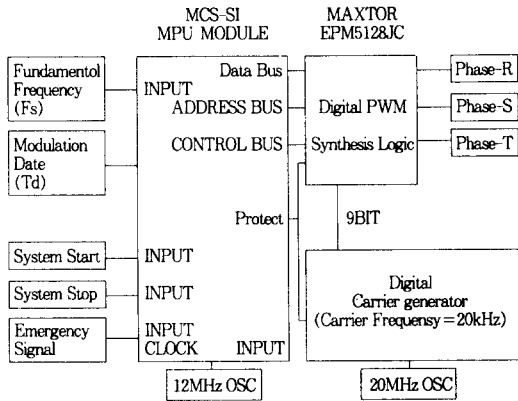 MCS-SI
MPU MODULE
MAXTOR
EPM5128JC
Fundamentol
Frequency
(Fs)
Modulation
Date
(Td)
System Start
System Stop
Emergency
Signal
INPUT
Data Bus
ADDRESS BUS
CONTROL BUS
Protect
INPUT
INPUT
INPUT
CLOCK
INPUT
12MHz OSC
Digital PWM
Synthesis Logic
Phase-R
Phase-S
Phase-T
9BIT
Digital
Carrier generator
(Carrier Frequensy=20kHz)
20MHz OSC